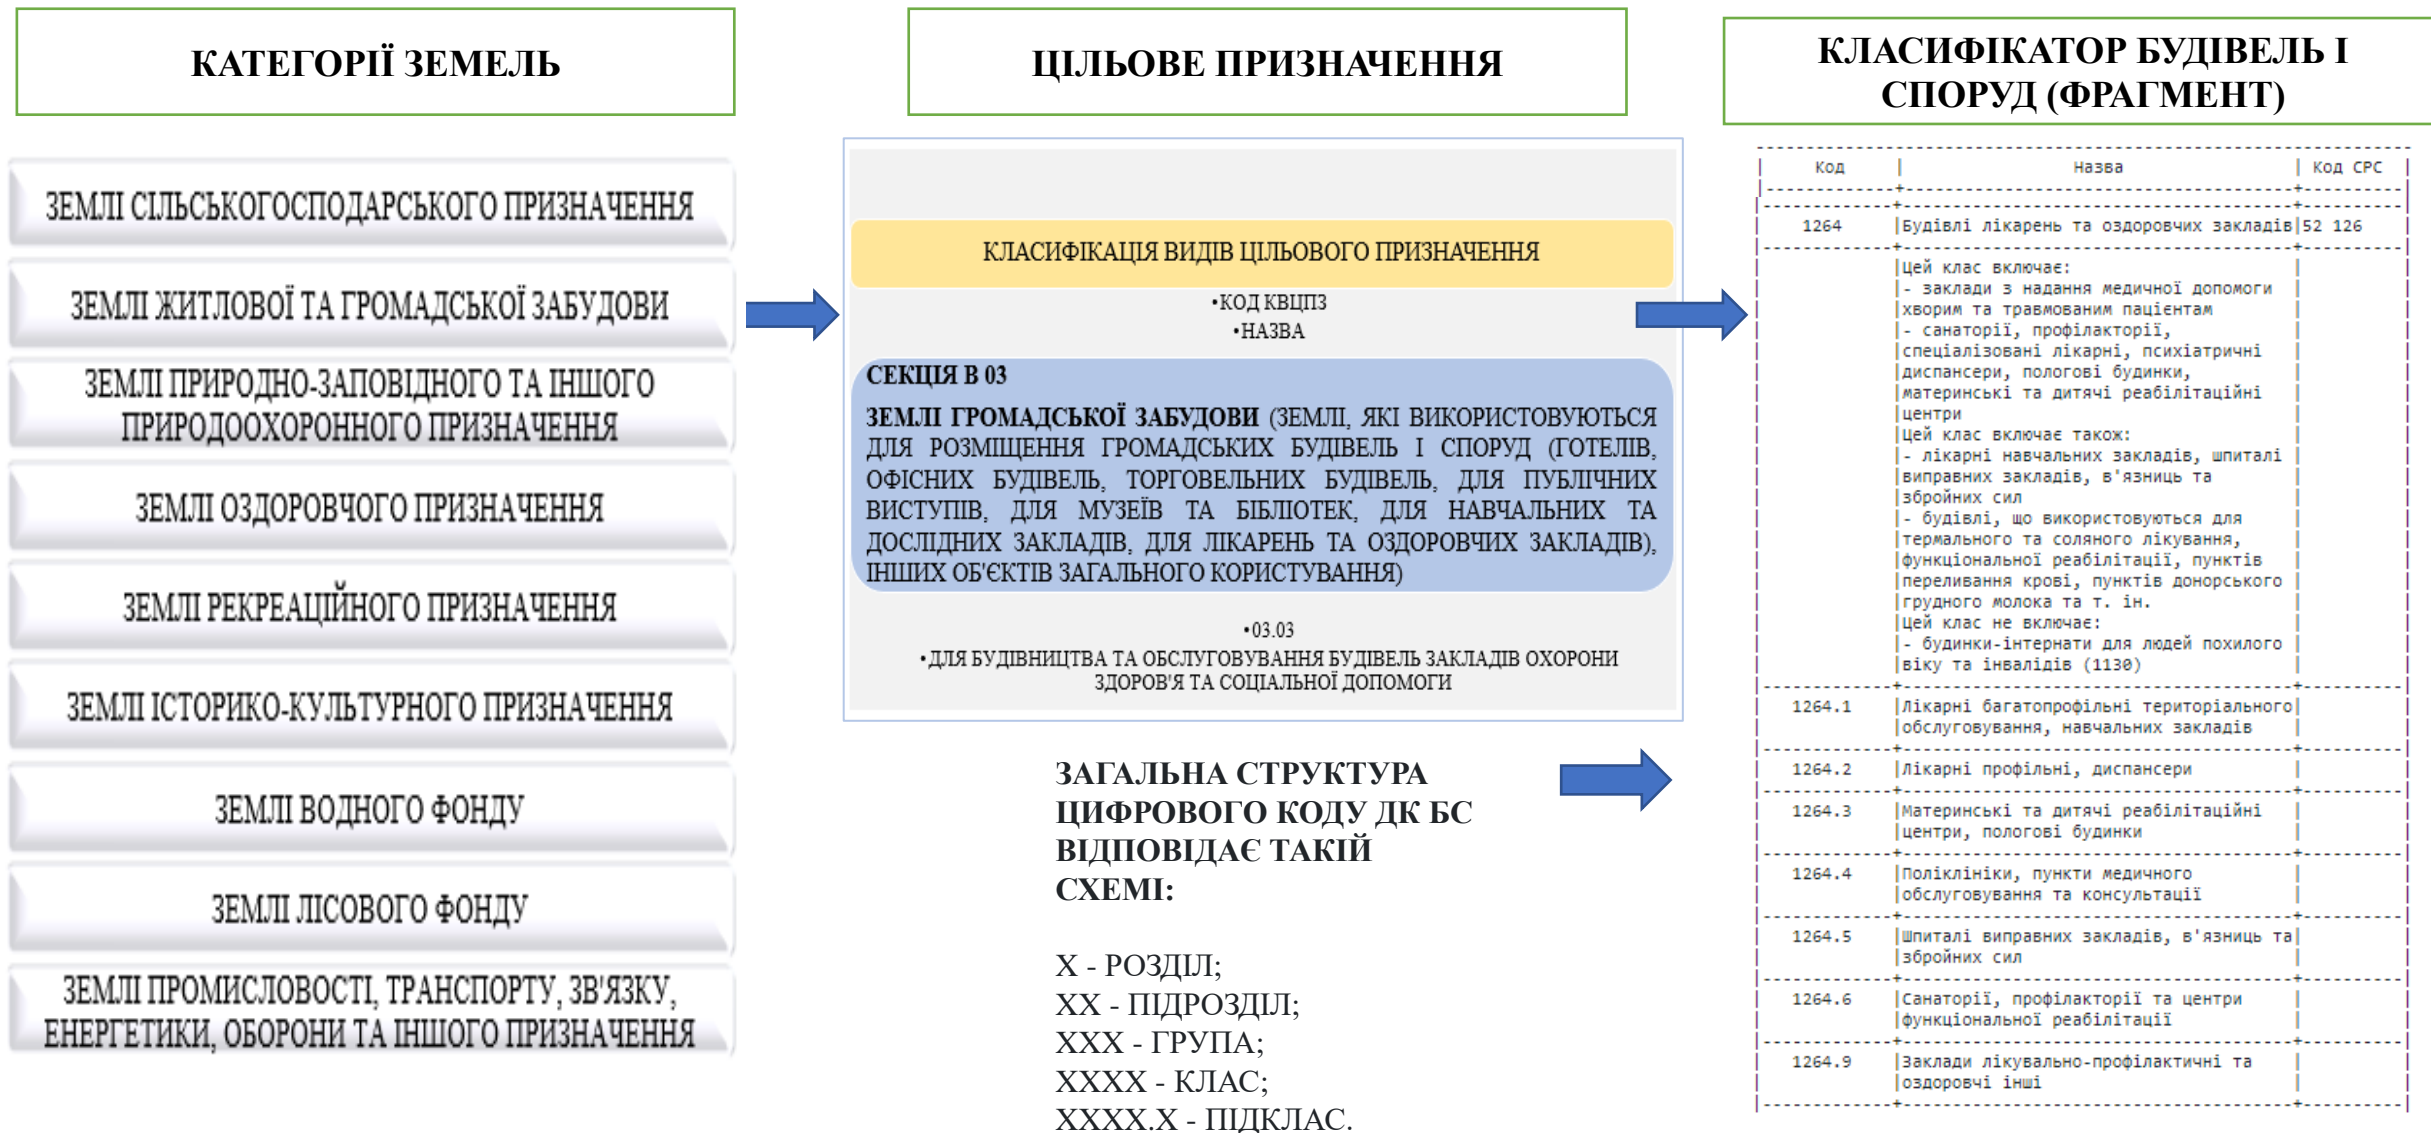 КАТЕГОРІЇ ЗЕМЕЛЬ
ЗЕМЛІ СІЛЬСЬКОГОСПОДАРСЬКОГО ПРИЗНАЧЕННЯ
ЗЕМЛІ ЖИТЛОВОЇ ТА ГРОМАДСЬКОЇ ЗАБУДОВИ
ЗЕМЛІ ПРИРОДНО-ЗАПОВІДНОГО ТА ІНШОГО
ПРИРОДООХОРОННОГО ПРИЗНАЧЕННЯ
ЗЕМЛІ ОЗДОРОВЧОГО ПРИЗНАЧЕННЯ
ЗЕМЛІ РЕКРЕАЦІЙНОГО ПРИЗНАЧЕННЯ
ЗЕМЛІ ІСТОРИКО-КУЛЬТУРНОГО ПРИЗНАЧЕННЯ
ЗЕМЛІ ВОДНОГО ФОНДУ
ЗЕМЛІ ЛІСОВОГО ФОНДУ
ЗЕМЛІ ПРОМИСЛОВОСТІ, ТРАНСПОРТУ, ЗВ'ЯЗКУ,
ЕНЕРГЕТИКИ, ОБОРОНИ ТА ІНШОГО ПРИЗНАЧЕННЯ
ЦІЛЬОВЕ ПРИЗНАЧЕННЯ
КЛАСИФІКАЦІЯ ВИДІВ ЦІЛЬОВОГО ПРИЗНАЧЕННЯ
•КОД КВЦПЗ
•НАЗВА
СЕКЦІЯ В 03
ЗЕМЛІ ГРОМАДСЬКОЇ ЗАБУДОВИ (ЗЕМЛІ, ЯКІ ВИКОРИСТОВУЮТЬСЯ
ДЛЯ РОЗМІЩЕННЯ ГРОМАДСЬКИХ БУДІВЕЛЬ І СПОРУД (ГОТЕЛІВ,
ОФІСНИХ БУДІВЕЛЬ, ТОРГОВЕЛЬНИХ БУДІВЕЛЬ, ДЛЯ ПУБЛІЧНИХ
ВИСТУПІВ, ДЛЯ МУЗЕЇВ ТА БІБЛІОТЕК, ДЛЯ НАВЧАЛЬНИХ ТА
ДОСЛІДНИХ ЗАКЛАДІВ, ДЛЯ ЛІКАРЕНЬ ТА ОЗДОРОВЧИХ ЗАКЛАДІВ),
ІНШИХ ОБ'ЄКТІВ ЗАГАЛЬНОГО КОРИСТУВАННЯ)
•03.03
•ДЛЯ БУДІВНИЦТВА ТА ОБСЛУГОВУВАННЯ БУДІВЕЛЬ ЗАКЛАДІВ ОХОРОНИ
ЗДОРОВ'Я ТА СОЦІАЛЬНОЇ ДОПОМОГИ
ЗАГАЛЬНА СТРУКТУРА
ЦИФРОВОГО КОДУ ДК БС
ВІДПОВІДАЄ ТАКІЙ
СХЕМІ:
X - РОЗДІЛ;
XX - ПІДРОЗДІЛ;
XXX - ГРУПА;
XXXX - КЛАС;
XXXX.X - ПІДКЛАС.
КЛАСИФІКАТОР БУДІВЕЛЬ І
СПОРУД (ФРАГМЕНТ)
Код | Назва | Код СРС
1264 |Будівлі лікарень та оздоровчих закладів|52 126
Цей клас включає:
- заклади з надання медичної допомоги
хворим та травмованим пацієнтам
- санаторії, профілакторії,
спеціалізовані лікарні, психіатричні
диспансери, пологові будинки,
материнські та дитячі реабілітаційні
центри
Цей клас включає також:
- лікарні навчальних закладів, шпиталі
виправних закладів, в'язниць та
збройних сил
- будівлі, що використовуються для
термального та соляного лікування,
функціональної реабілітації, пунктів
переливання крові, пунктів донорського
грудного молока та т. ін.
Цей клас не включає:
- будинки-інтернати для людей похилого
віку та інвалідів (1130)
1264.1 |Лікарні багатопрофільні територіального
обслуговування, навчальних закладів
1264.2 |Лікарні профільні, диспансери
1264.3 |Материнські та дитячі реабілітаційні
центри, пологові будинки
1264.4 |Поліклініки, пункти медичного
обслуговування та консультації
1264.5 |Шпиталі виправних закладів, в'язниць та
збройних сил
1264.6 |Санаторії, профілакторії та центри
функціональної реабілітації
1264.9 |Заклади лікувально-профілактичні та
оздоровчі інші